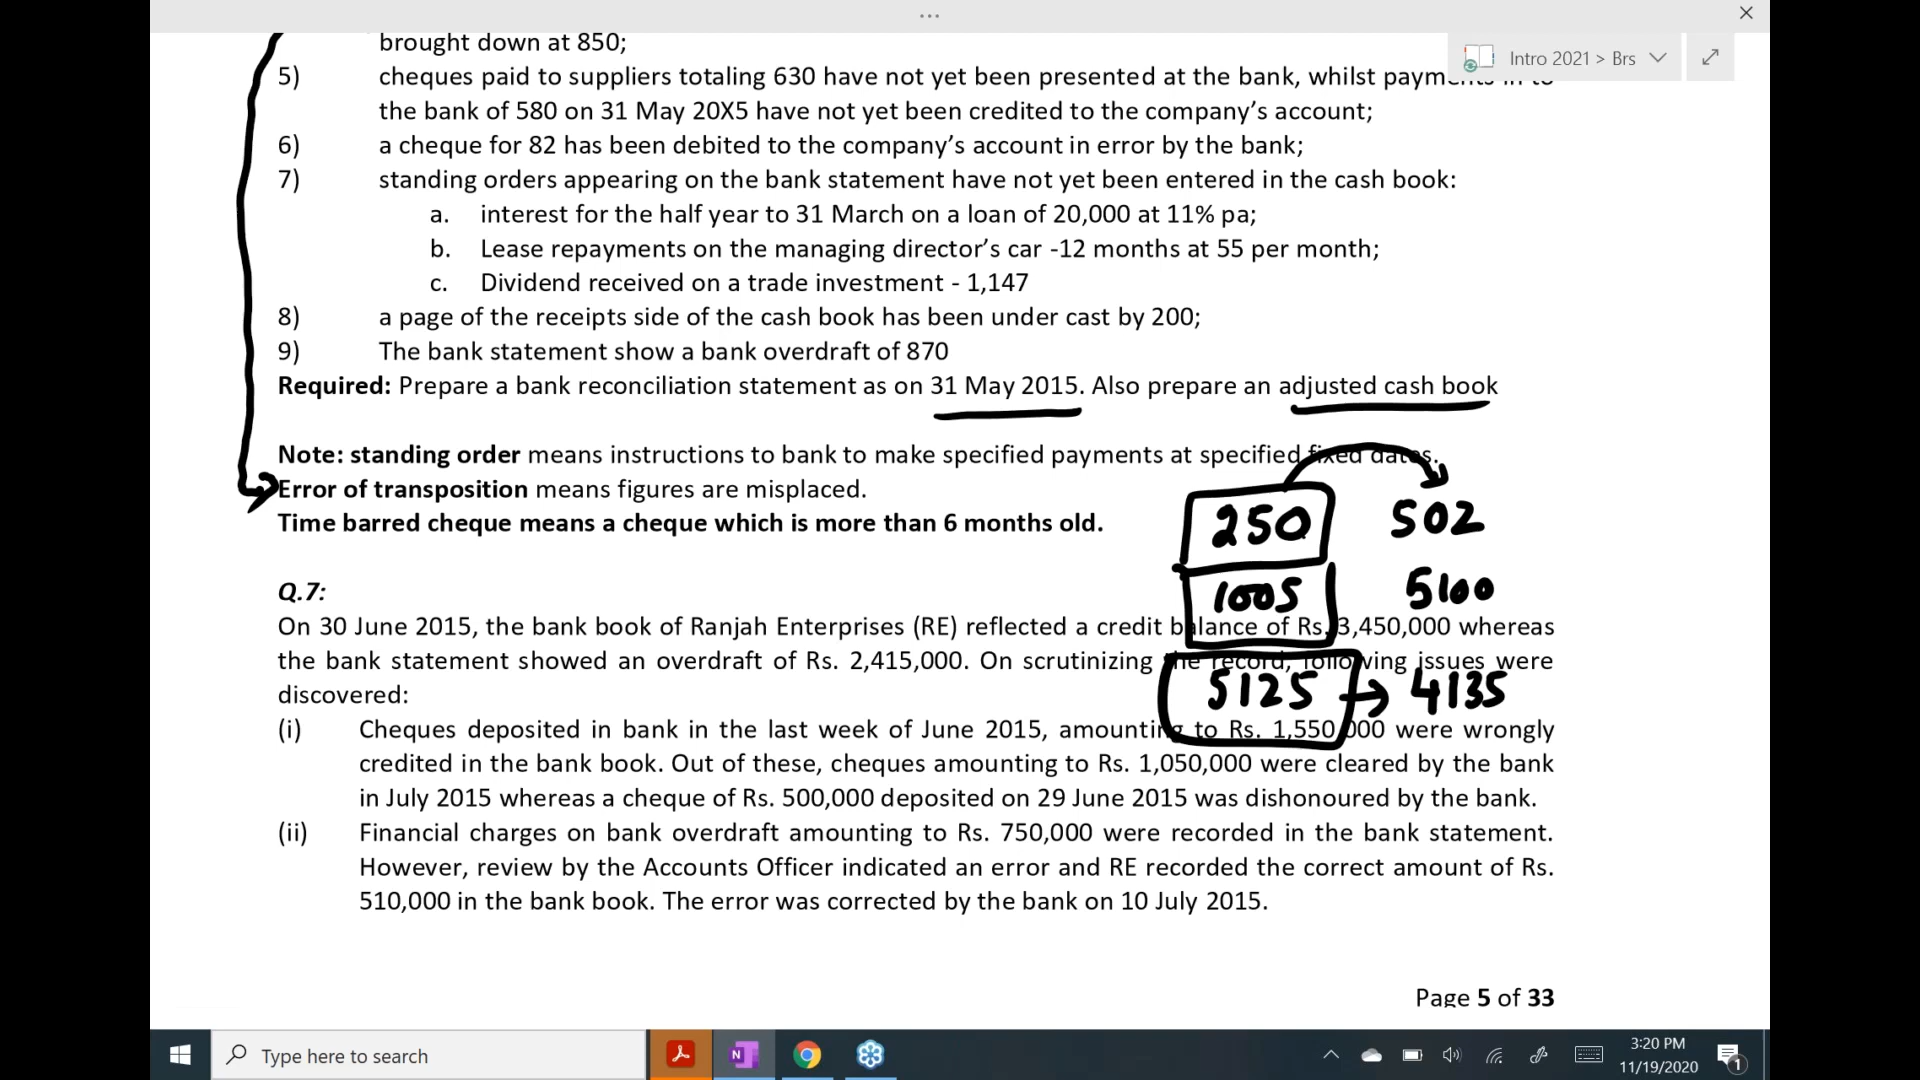 Intro 2021 > Brs
brought down at 850;
5) cheques paid to suppliers totaling 630 have not yet been presented at the bank, whilst payments in to
the bank of 580 on 31 May 20X5 have not yet been credited to the company's account;
6) a cheque for 82 has been debited to the company's account in error by the bank;
7) standing orders appearing on the bank statement have not yet been entered in the cash book:
a. interest for the half year to 31 March on a loan of 20,000 at 11% pa;
b. Lease repayments on the managing director's car -12 months at 55 per month;
c. Dividend received on a trade investment - 1,147
8) a page of the receipts side of the cash book has been under cast by 200;
9) The bank statement show a bank overdraft of 870
Required: Prepare a bank reconciliation statement as on 31 May 2015. Also prepare an adjusted cash book
Note: standing order means instructions to bank to make specified payments at specified fixed dates.
Error of transposition means figures are misplaced.
250 502
Time barred cheque means a cheque which is more than 6 months old.
1005 5100
Q.7:
On 30 June 2015, the bank book of Ranjah Enterprises (RE) reflected a credit balance of Rs. 3,450,000 whereas
the bank statement showed an overdraft of Rs. 2,415,000. On scrutinizing the record, following issues were
discovered:
5125 → 4135
(i) Cheques deposited in bank in the last week of June 2015, amounting to Rs. 1,550,000 were wrongly
credited in the bank book. Out of these, cheques amounting to Rs. 1,050,000 were cleared by the bank
in July 2015 whereas a cheque of Rs. 500,000 deposited on 29 June 2015 was dishonoured by the bank.
(ii) Financial charges on bank overdraft amounting to Rs. 750,000 were recorded in the bank statement.
However, review by the Accounts Officer indicated an error and RE recorded the correct amount of Rs.
510,000 in the bank book. The error was corrected by the bank on 10 July 2015.
Page 5 of 33
Type here to search
3:20 PM
11/19/2020
1